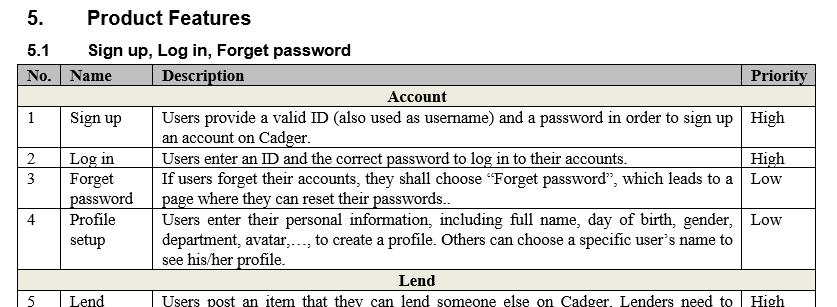 5. Product Features
5.1 Sign up, Log in, Forget password
No. Name Description Priority
Account
1 Sign up Users provide a valid ID (also used as username) and a password in order to sign up High
an account on Cadger.
2 Log in Users enter an ID and the correct password to log in to their accounts. High
3 Forget If users forget their accounts, they shall choose “Forget password”, which leads to a Low
password page where they can reset their passwords..
4 Profile Users enter their personal information, including full name, day of birth, gender, Low
setup department, avatar,…, to create a profile. Others can choose a specific user’s name to
see his/her profile.
Lend
5 Lend Users post an item that they can lend someone else on Cadger. Lenders need to High